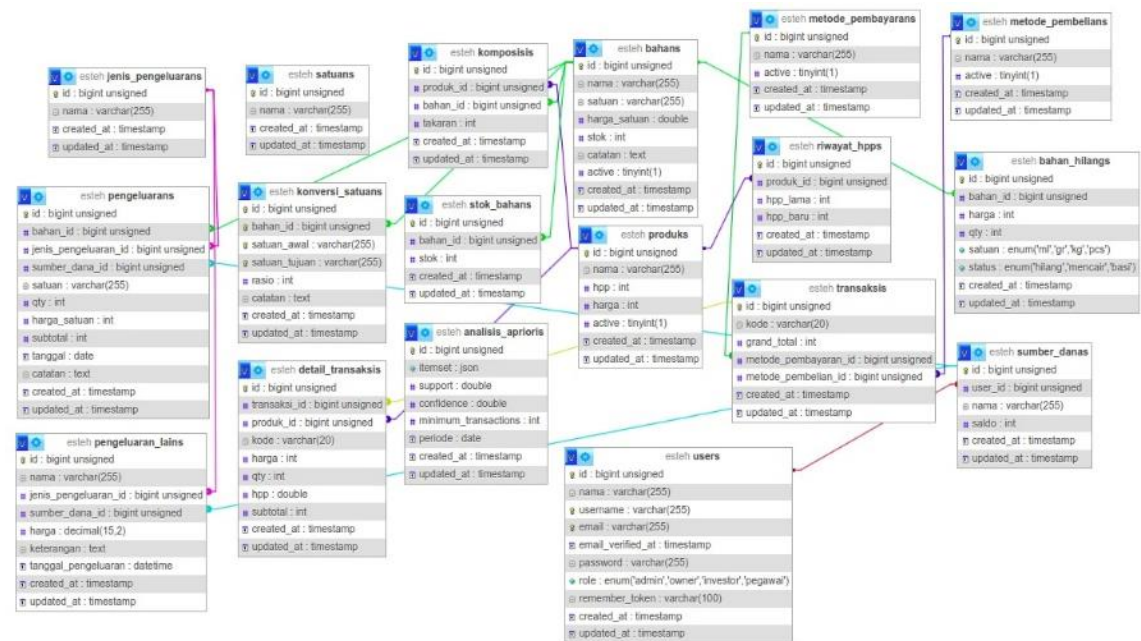 esteh jenis_pengeluarans
id : bigint unsigned
nama : varchar(255)
created_at : timestamp
updated_at : timestamp
esteh satuans
id : bigint unsigned
nama : varchar(255)
created_at : timestamp
updated_at : timestamp
esteh komposisis
id : bigint unsigned
produk_id : bigint unsigned
bahan_id : bigint unsigned
takaran : int
created_at : timestamp
updated_at : timestamp
esteh bahans
id : bigint unsigned
nama : varchar(255)
satuan : varchar(255)
harga_satuan : double
stok : int
catatan : text
active : tinyint(1)
created_at : timestamp
updated_at : timestamp
esteh metode_pembayarans
id : bigint unsigned
nama : varchar(255)
active : tinyint(1)
created_at : timestamp
updated_at : timestamp
esteh metode_pembelians
id : bigint unsigned
nama : varchar(255)
active : tinyint(1)
created_at : timestamp
updated_at : timestamp
esteh pengeluarans
id : bigint unsigned
bahan_id : bigint unsigned
jenis_pengeluaran_id : bigint unsigned
sumber_dana_id : bigint unsigned
satuan : varchar(255)
qty : int
harga_satuan : int
subtotal : int
tanggal : date
catatan : text
created_at : timestamp
updated_at : timestamp
esteh konversi_satuans
id : bigint unsigned
bahan_id : bigint unsigned
satuan_awal : varchar(255)
satuan_tujuan : varchar(255)
rasio : int
catatan : text
created_at : timestamp
updated_at : timestamp
esteh stok_bahans
id : bigint unsigned
bahan_id : bigint unsigned
stok : int
created_at : timestamp
updated_at : timestamp
esteh produks
id : bigint unsigned
nama : varchar(255)
hpp : int
harga : int
active : tinyint(1)
created_at : timestamp
updated_at : timestamp
esteh riwayat_hpps
id : bigint unsigned
produk_id : bigint unsigned
hpp_lama : int
hpp_baru : int
created_at : timestamp
updated_at : timestamp
esteh bahan_hilangs
id : bigint unsigned
bahan_id : bigint unsigned
harga : int
qty : int
satuan : enum('ml','gr','kg','pcs')
status : enum('hilang','mencair','basi')
created_at : timestamp
updated_at : timestamp
esteh transaksis
id : bigint unsigned
kode : varchar(20)
grand_total : int
metode_pembayaran_id : bigint unsigned
metode_pembelian_id : bigint unsigned
created_at : timestamp
updated_at : timestamp
esteh sumber_danas
id : bigint unsigned
user_id : bigint unsigned
nama : varchar(255)
saldo : int
created_at : timestamp
updated_at : timestamp
esteh analisis_aprioris
id : bigint unsigned
itemset : json
support : double
confidence : double
minimum_transactions : int
periode : date
created_at : timestamp
updated_at : timestamp
esteh detail_transaksis
id : bigint unsigned
transaksi_id : bigint unsigned
produk_id : bigint unsigned
kode : varchar(20)
harga : int
qty : int
hpp : double
subtotal : int
created_at : timestamp
updated_at : timestamp
esteh pengeluaran_lains
id : bigint unsigned
nama : varchar(255)
jenis_pengeluaran_id : bigint unsigned
sumber_dana_id : bigint unsigned
harga : decimal(15,2)
keterangan : text
tanggal_pengeluaran : datetime
created_at : timestamp
updated_at : timestamp
esteh users
id : bigint unsigned
nama : varchar(255)
username : varchar(255)
email : varchar(255)
email_verified_at : timestamp
password : varchar(255)
role : enum('admin','owner','investor','pegawai')
remember_token : varchar(100)
created_at : timestamp
updated_at : timestamp